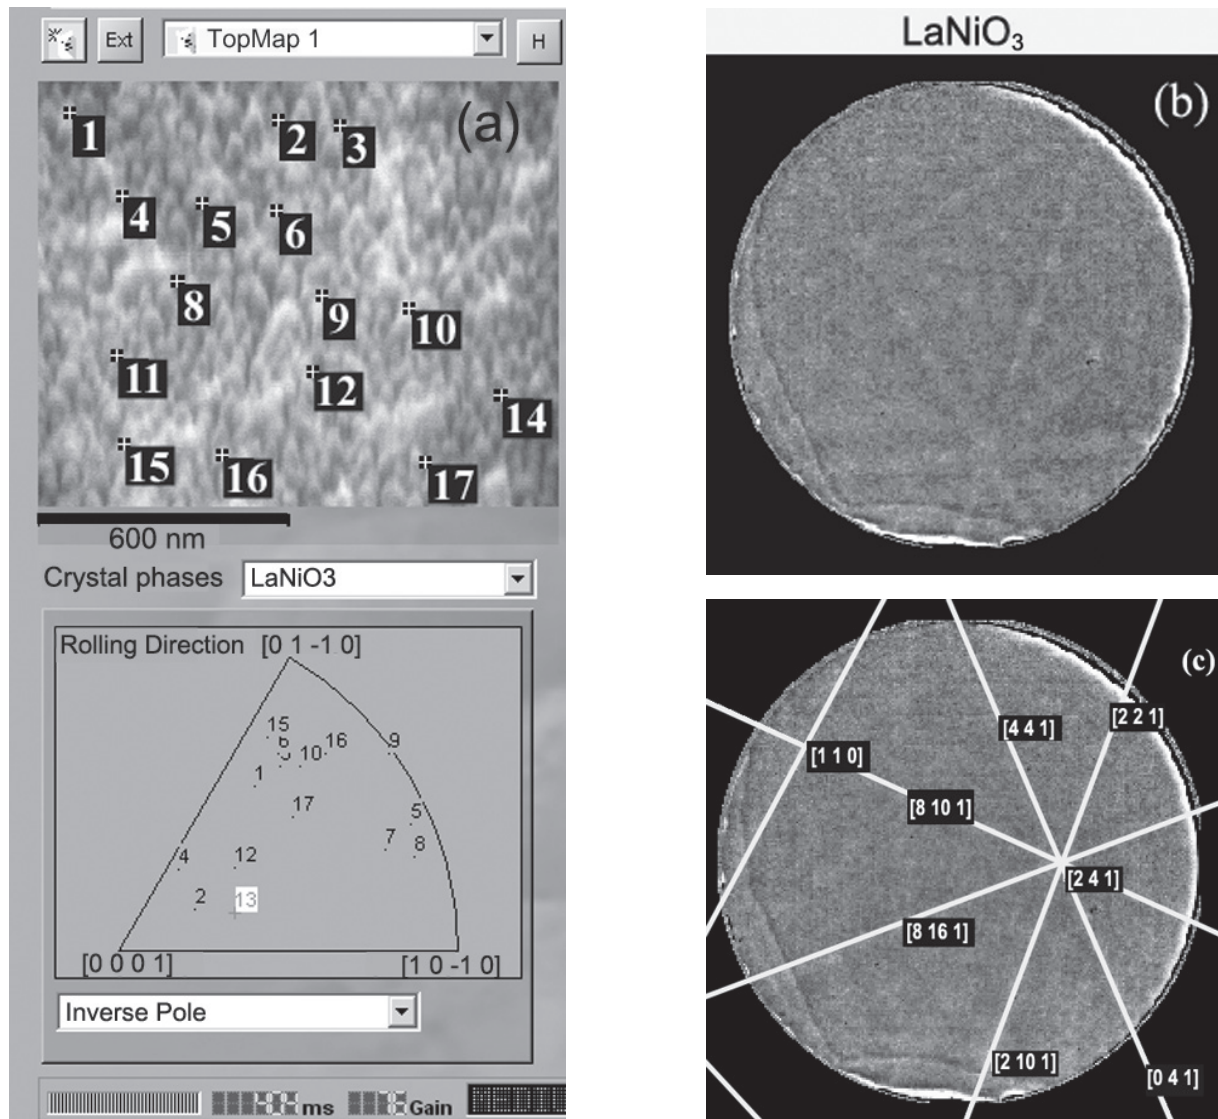 Ext
TopMap 1
H
(a)
1
2
3
4
5
6
8
9
10
11
12
14
15
16
17
600 nm
Crystal phases
LaNiO3
Rolling Direction [0 1 -1 0]
15
6
10
16
9
1
17
5
7
8
4
12
2
13
[0 0 0 1]
[1 0 -1 0]
Inverse Pole
ms
Gain
LaNiO₃
(b)
(c)
[4 4 1]
[2 2 1]
[1 1 0]
[8 10 1]
[2 4 1]
[8 16 1]
[2 10 1]
[0 4 1]